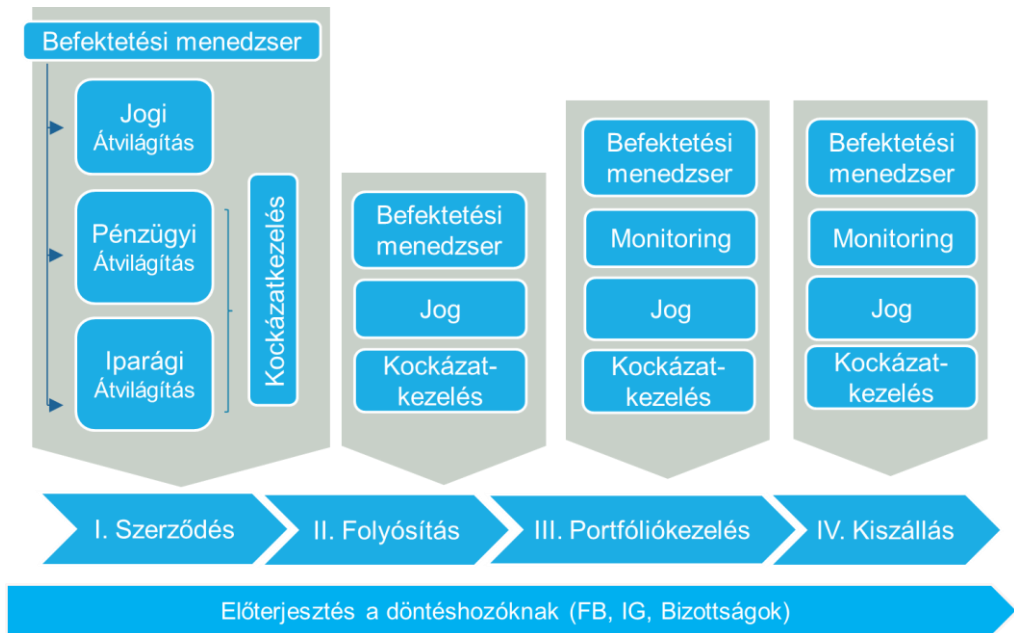 Befektetési menedzser
Jogi
Átvilágítás
Pénzügyi
Átvilágítás
Iparági
Átvilágítás
Kockázatkezelés
Befektetési
menedzser
Jog
Kockázat-
kezelés
Befektetési
menedzser
Monitoring
Jog
Kockázat-
kezelés
Befektetési
menedzser
Monitoring
Jog
Kockázat-
kezelés
I. Szerződés
II. Folyósítás
III. Portfóliókezelés
IV. Kiszállás
Előterjesztés a döntéshozóknak (FB, IG, Bizottságok)